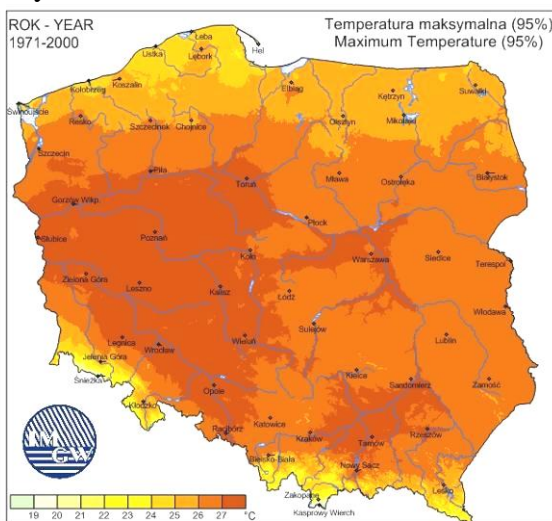 ROK - YEAR
1971-2000
Temperatura maksymalna (95%)
Maximum Temperature (95%)
Łeba
Hel
Ustka
Lębork
Koszalin
Kołobrzeg
Elbląg
Kętrzyn
Suwałki
Świnoujście
Resko
Szczecinek
Chojnice
Olsztyn
Mikołajki
Szczecin
Piła
Toruń
Mława
Ostrołęka
Białystok
Gorzów Wlkp.
Płock
Słubice
Poznań
Koło
Warszawa
Siedlce
Terespol
Zielona Góra
Leszno
Kalisz
Łódź
Włodawa
Legnica
Wrocław
Wieluń
Sulejów
Lublin
Jelenia Góra
Śnieżka
Opole
Kielce
Sandomierz
Zamość
Kłodzko
Racibórz
Katowice
Kraków
Tarnów
Rzeszów
Bielsko-Biała
Nowy Sącz
Lesko
Zakopane
Kasprowy Wierch
IM
GW
19 20 21 22 23 24 25 26 27 °C